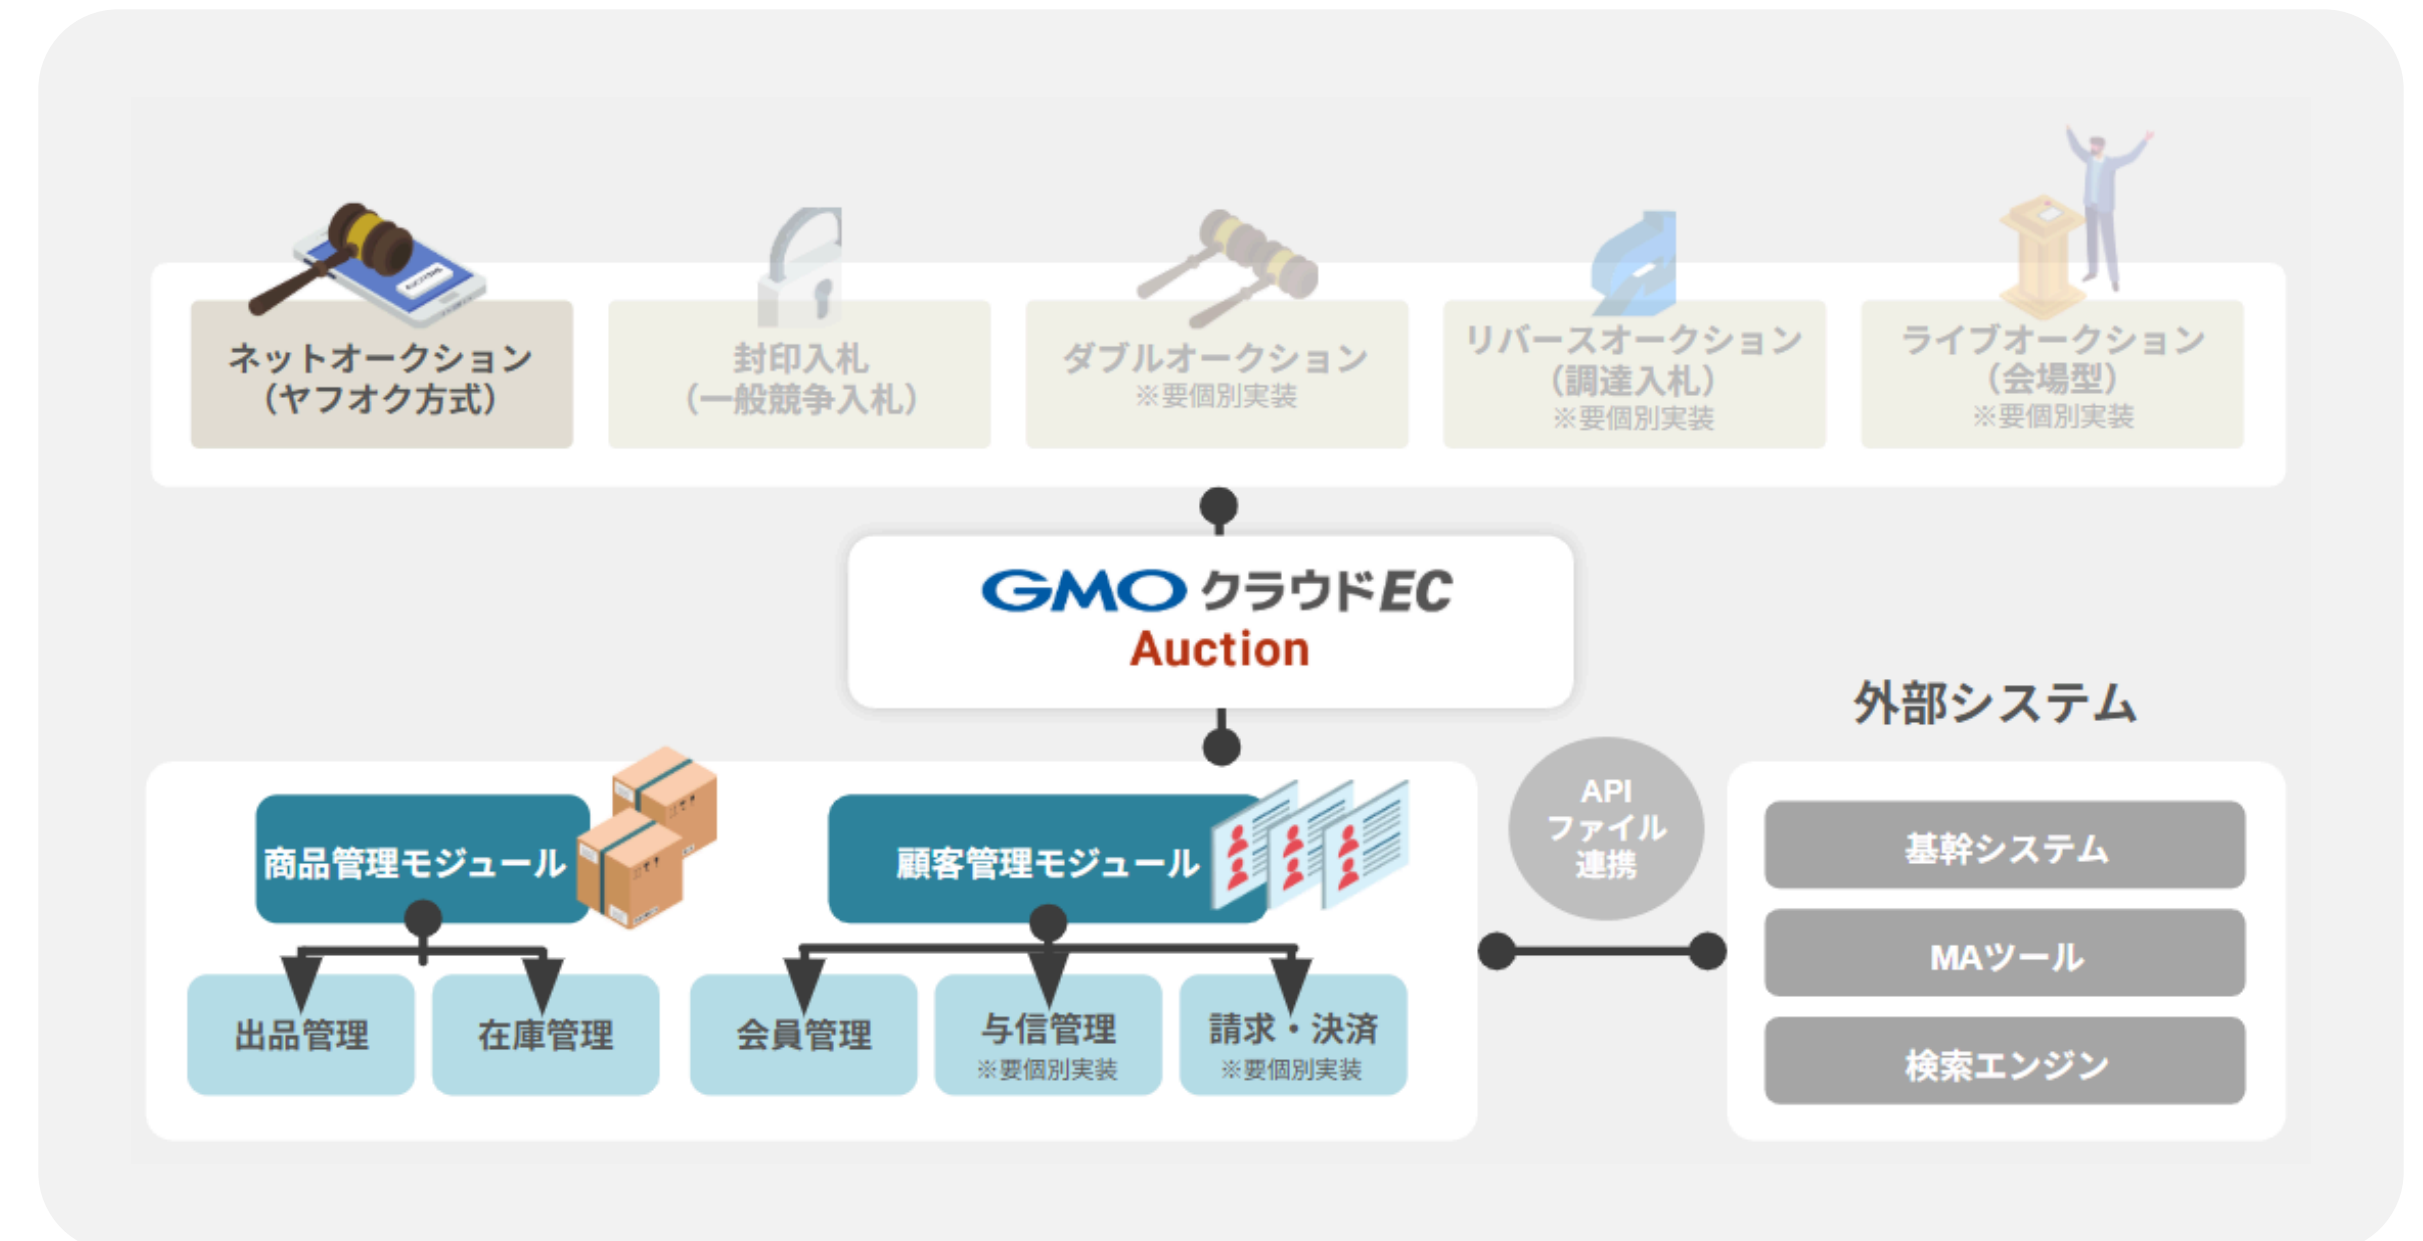 ネットオークション
（ヤフオク方式）
封印入札
（一般競争入札）
ダブルオークション
※要個別実装
リバースオークション
（調達入札）
※要個別実装
ライブオークション
（会場型）
※要個別実装
GMO クラウドEC
Auction
外部システム
商品管理モジュール
顧客管理モジュール
出品管理
在庫管理
会員管理
与信管理
※要個別実装
請求・決済
※要個別実装
API
ファイル
連携
基幹システム
MAツール
検索エンジン